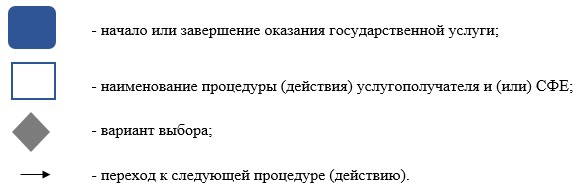 - начало или завершение оказания государственной услуги;
- наименование процедуры (действия) услугополучателя и (или) СФЕ;
- вариант выбора;
- переход к следующей процедуре (действию).